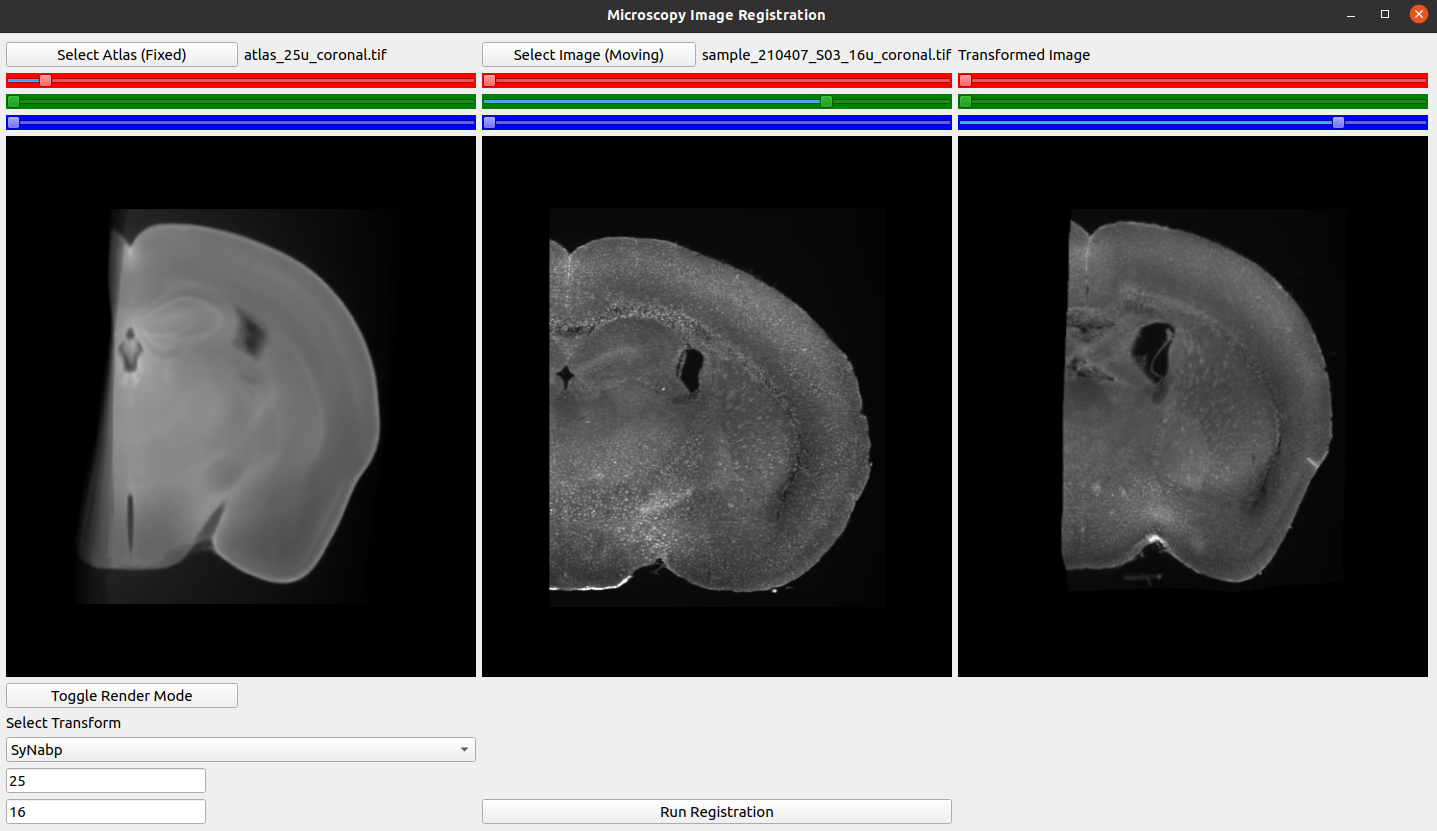 Microscopy Image Registration
Select Atlas (Fixed) atlas_25u_coronal.tif Select Image (Moving) sample_210407_S03_16u_coronal.tif Transformed Image
Toggle Render Mode
Select Transform
SyNabp
25
16 Run Registration